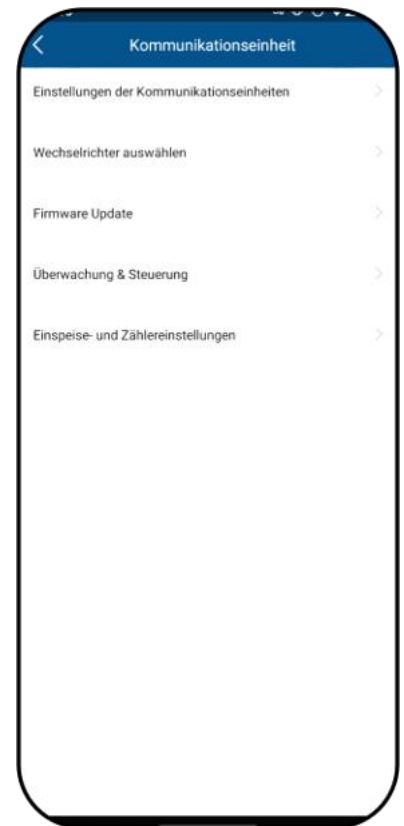 Kommunikationseinheit
Einstellungen der Kommunikationseinheiten
Wechselrichter auswählen
Firmware Update
Überwachung & Steuerung
Einspeise- und Zählereinstellungen